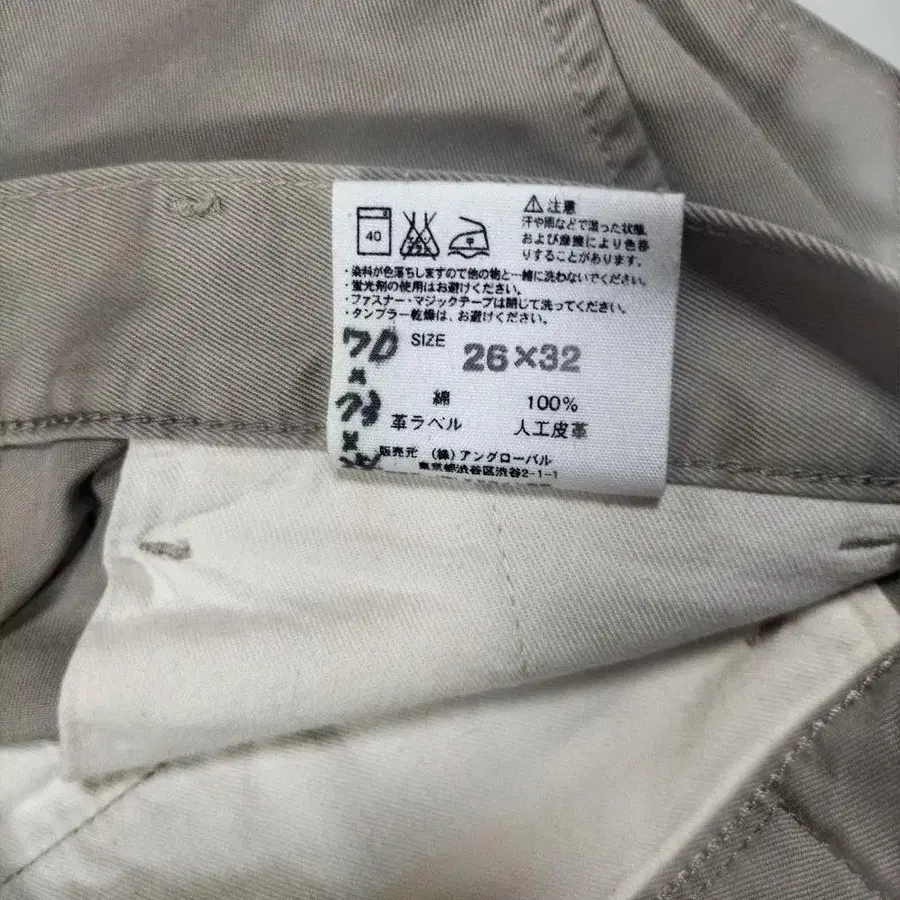 40
中
⚠注意
汗や雨などで湿った状態、
および摩擦により色移
りすることがあります。
・染料が色落ちしますので他の物と一緒に洗わないでください。
・蛍光剤の使用はお避けください。
・ファスナー・マジックテープは閉じて洗ってください。
・タンブラー乾燥は、お避けください。
SIZE 26×32
70
×
73
×
綿 100%
革ラベル 人工皮革
販売元 (株)アングローバル
東京都渋谷区渋谷2-1-1